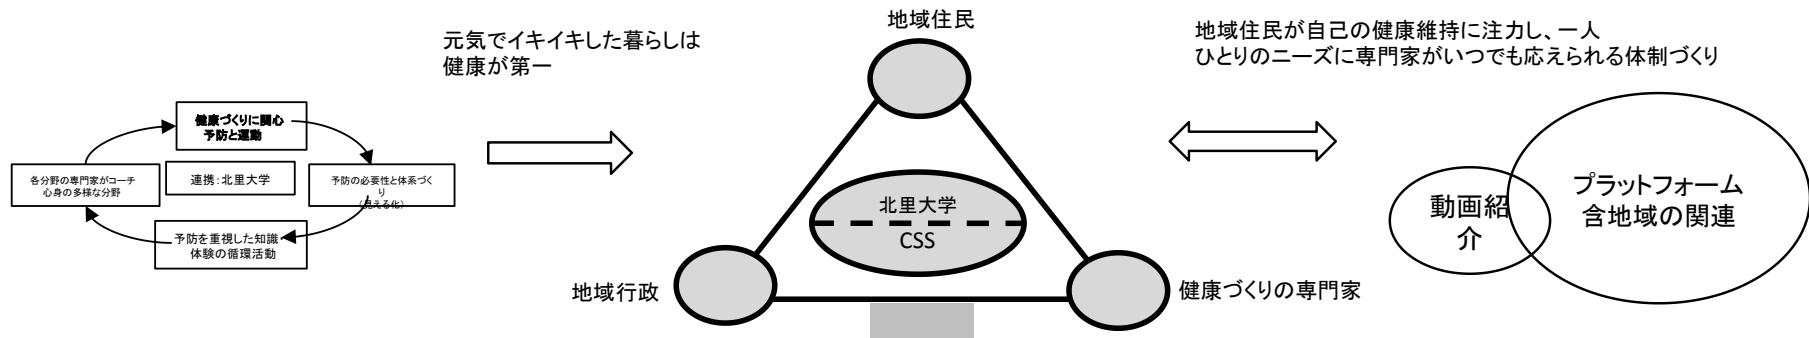 元気でイキイキした暮らしは
健康が第一
健康づくりに関心
予防と運動
各分野の専門家がコーチ
心身の多様な分野
連携:北里大学
予防の必要性と体系づく
り
(見える化)
予防を重視した知識・
体験の循環活動
地域住民
北里大学
CSS
地域行政
健康づくりの専門家
地域住民が自己の健康維持に注力し、一人
ひとりのニーズに専門家がいつでも応えられる体制づくり
動画紹
介
プラットフォーム
含地域の関連